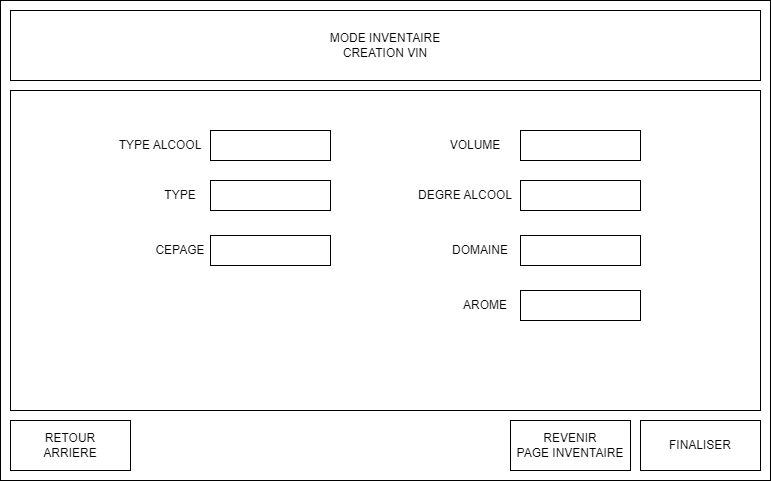 MODE INVENTAIRE
CREATION VIN
TYPE ALCOOL
VOLUME
TYPE
DEGRE ALCOOL
CEPAGE
DOMAINE
AROME
RETOUR
ARRIERE
REVENIR
PAGE INVENTAIRE
FINALISER